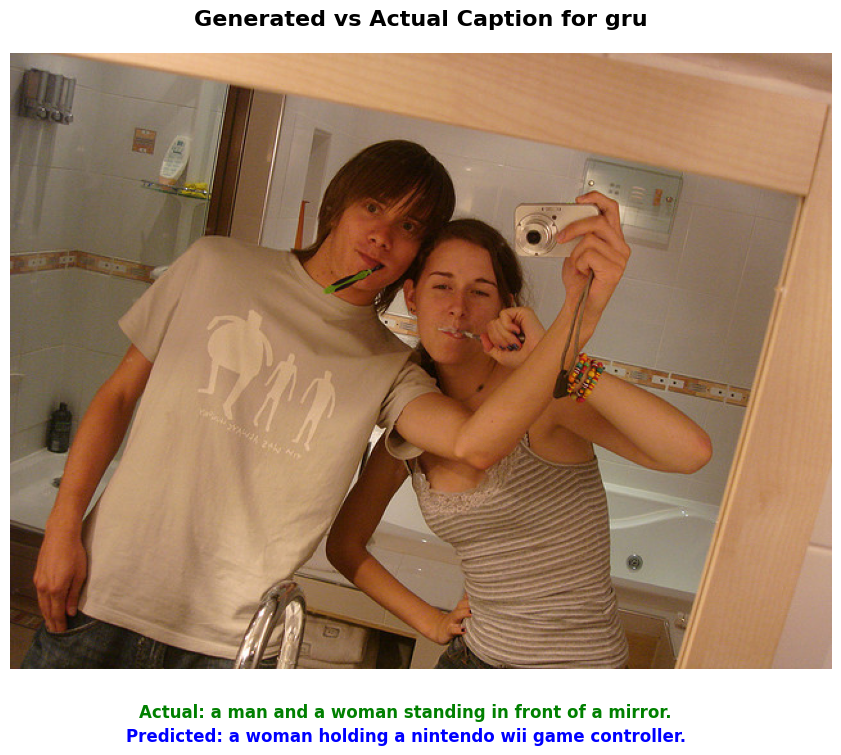 Generated vs Actual Caption for gru
Actual: a man and a woman standing in front of a mirror.
Predicted: a woman holding a nintendo wii game controller.